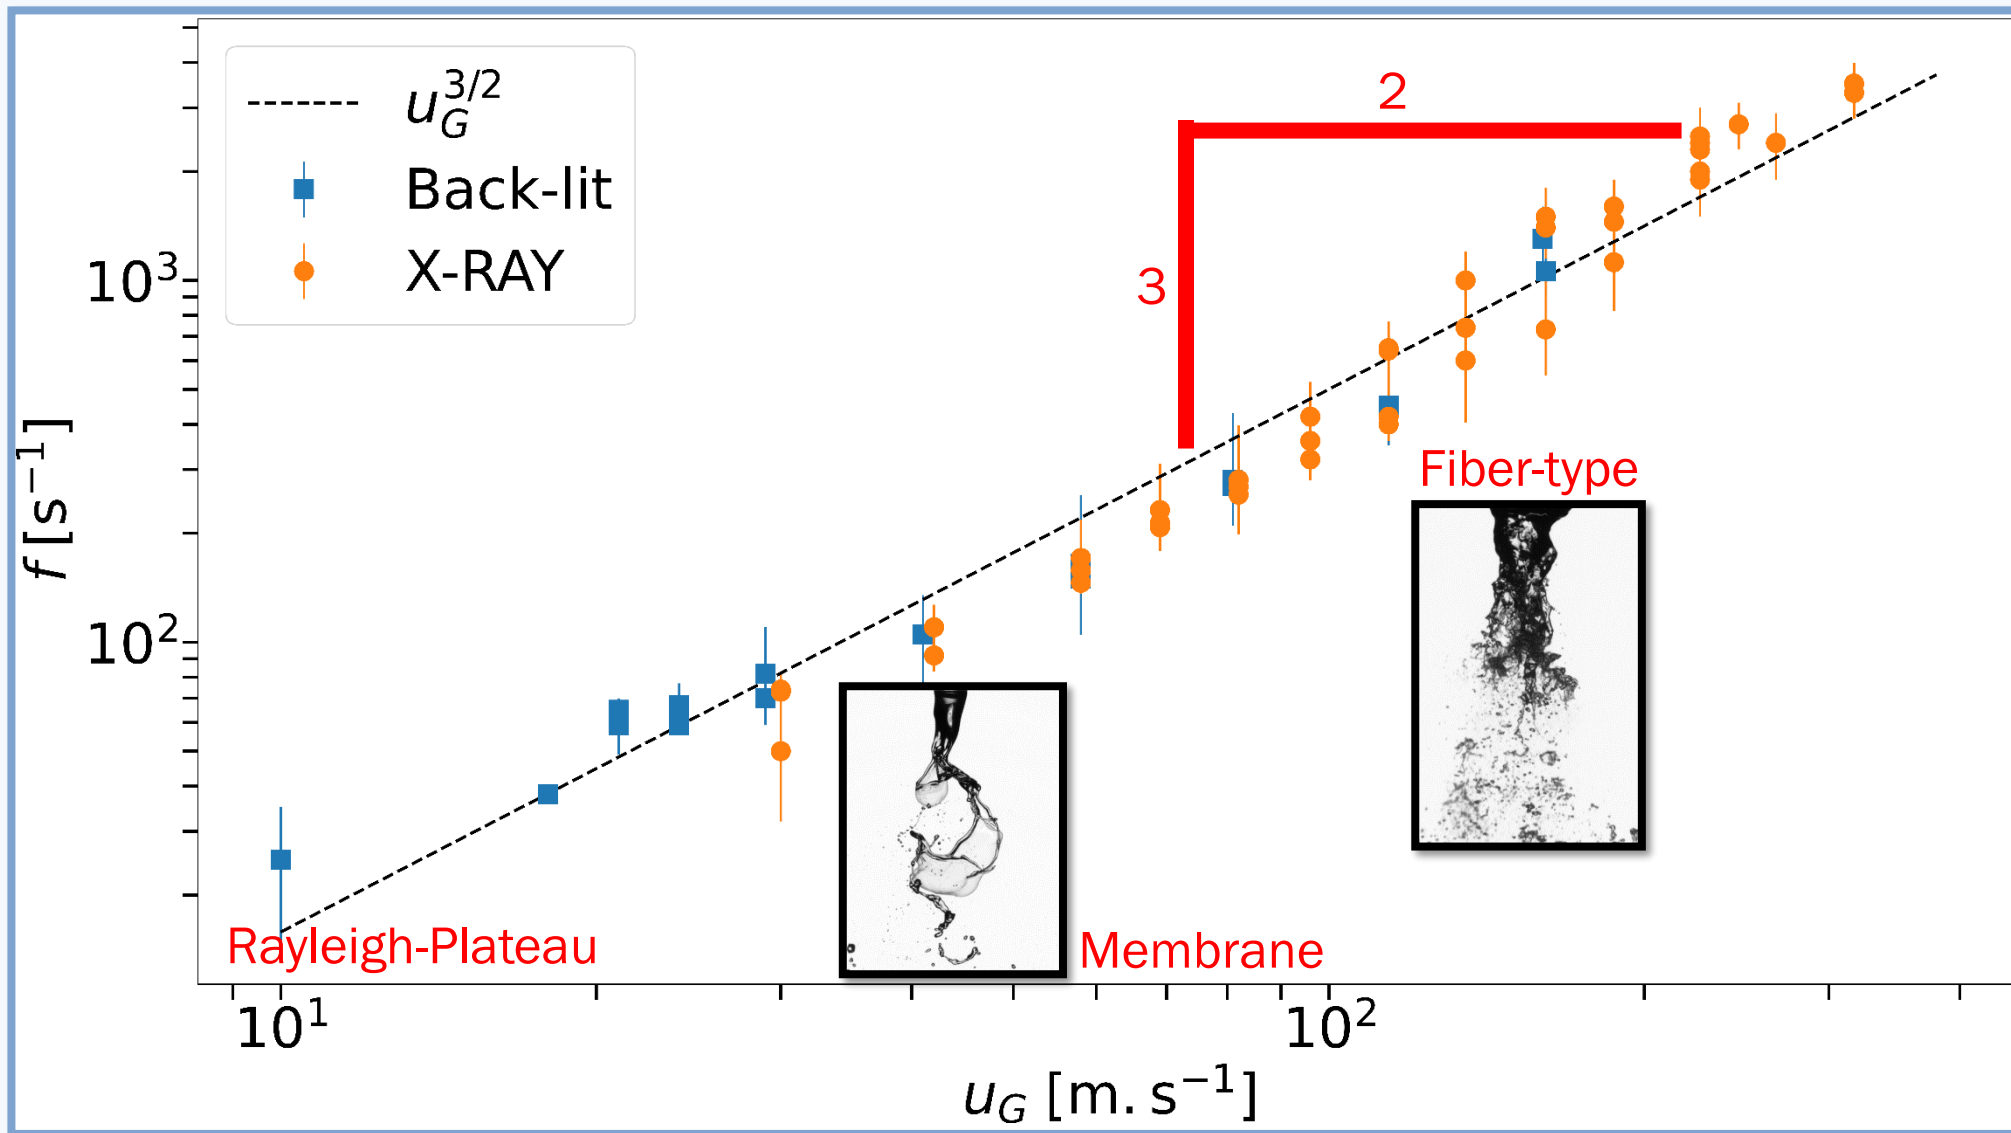 u_G^{3/2}
Back-lit
X-RAY
2
3
10^3
10^2
f [s^{-1}]
Fiber-type
Rayleigh-Plateau
Membrane
10^1
10^2
u_G [m.s^{-1}]